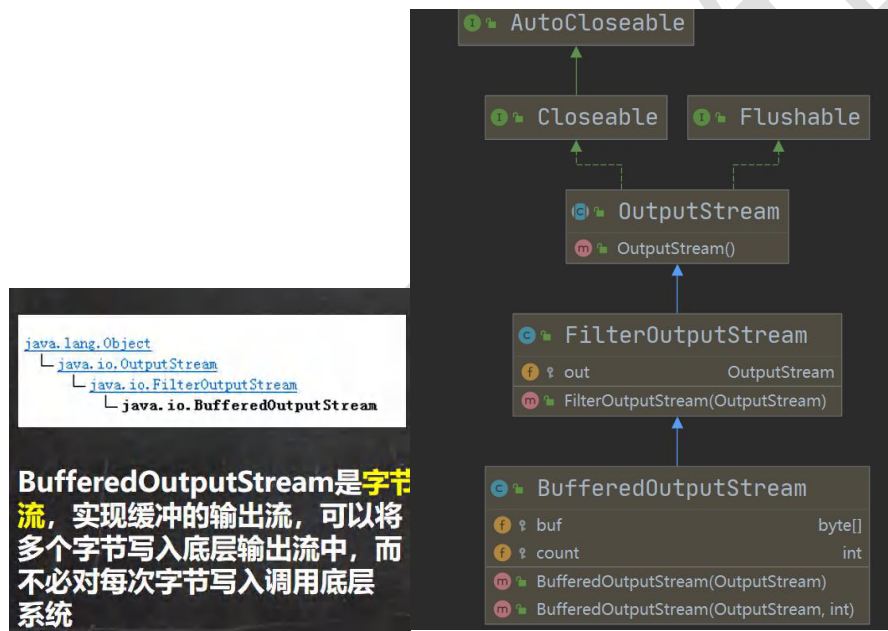 java.lang.Object
java.io.OutputStream
java.io.FilterOutputStream
java.io.BufferedOutputStream
BufferedOutputStream是字节
流，实现缓冲的输出流，可以将
多个字节写入底层输出流中，而
不必对每次字节写入调用底层
系统
I AutoCloseable
I Closeable
I Flushable
C OutputStream
m OutputStream()
C FilterOutputStream
f out OutputStream
m FilterOutputStream(OutputStream)
C BufferedOutputStream
f buf byte[]
f count int
m BufferedOutputStream(OutputStream)
m BufferedOutputStream(OutputStream, int)